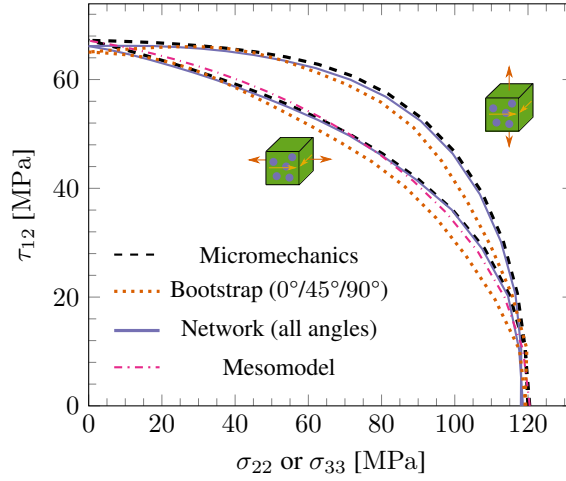 60
40
20
0
τ₁₂ [MPa]
Micromechanics
Bootstrap (0°/45°/90°)
Network (all angles)
Mesomodel
0 20 40 60 80 100 120
σ₂₂ or σ₃₃ [MPa]